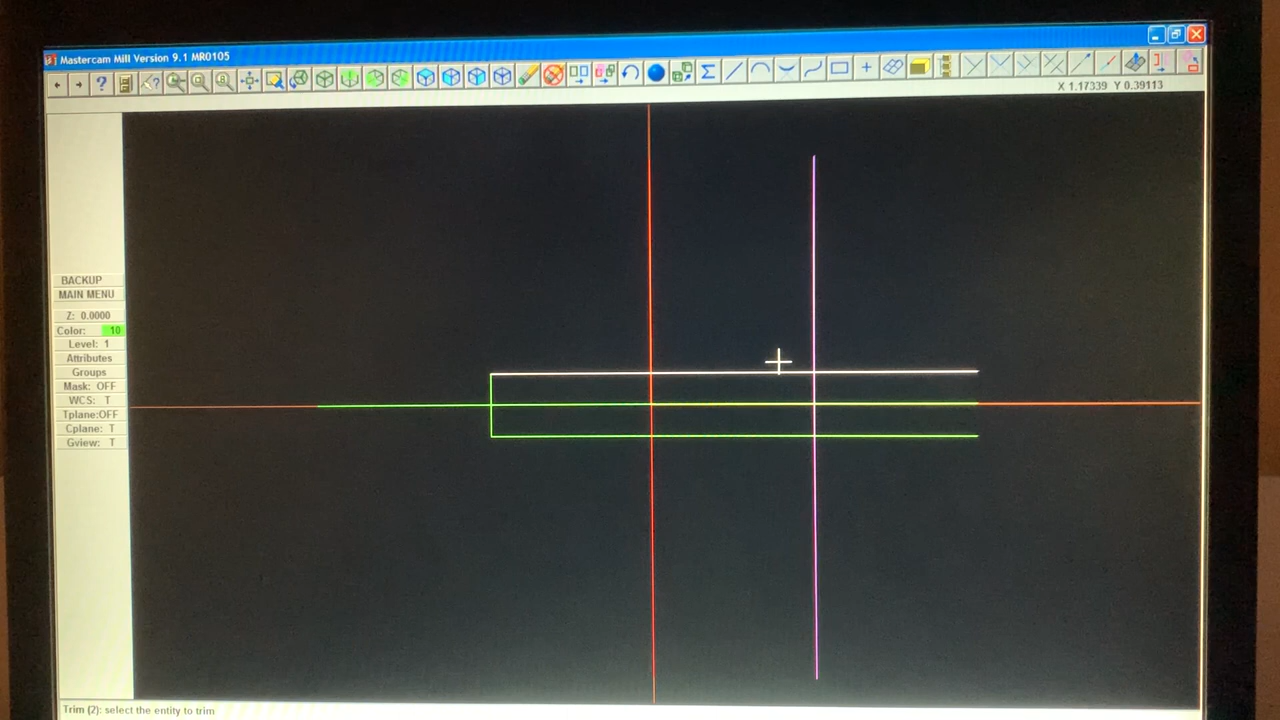 Mastercam Mill Version 9.1 MR0105
X 1.17339 Y 0.39113
BACKUP
MAIN MENU
Z: 0.0000
Color: 10
Level: 1
Attributes
Groups
Mask: OFF
WCS: T
Tplane:OFF
Cplane: T
Gview: T
Trim (2): select the entity to trim